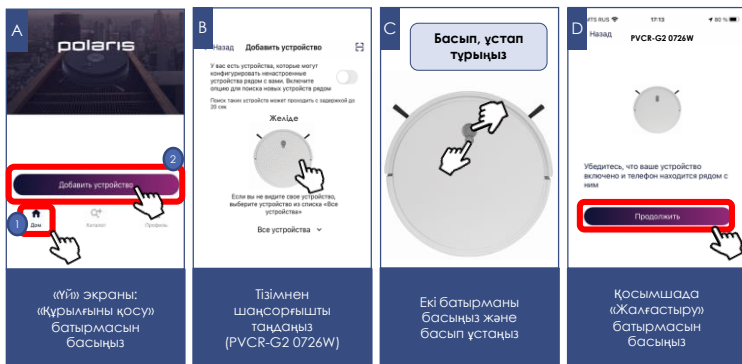 A
polaris
2
Добавить устройство
1
Дом
Каталог
Профиль
«Үй» экраны:
«Құрылғыны қосу»
батырмасын
басыңыз
B
Назад Добавить устройство
У вас есть устройства, которые могут
конфигурировать ненастроенные
устройства рядом с вами. Включите
опцию для поиска новых устройств рядом
Поиск таких устройств может проходить с задержкой до
20 сек
Желіде
Если вы не видите свое устройство,
выберите устройство из списка «Все
устройства»
Все устройства
Тізімнен
шаңсорғышты
таңдаңыз
(PVCR-G2 0726W)
C
Басып, ұстап
тұрыңыз
Екі батырманы
басыңыз және
басып ұстаңыз
D
MTS RUS 17:13 80 %
Назад PVCR-G2 0726W
Убедитесь, что ваше устройство
включено и телефон находится рядом с
ним
Продолжить
Қосымшада
«Жалғастыру»
батырмасын
басыңыз